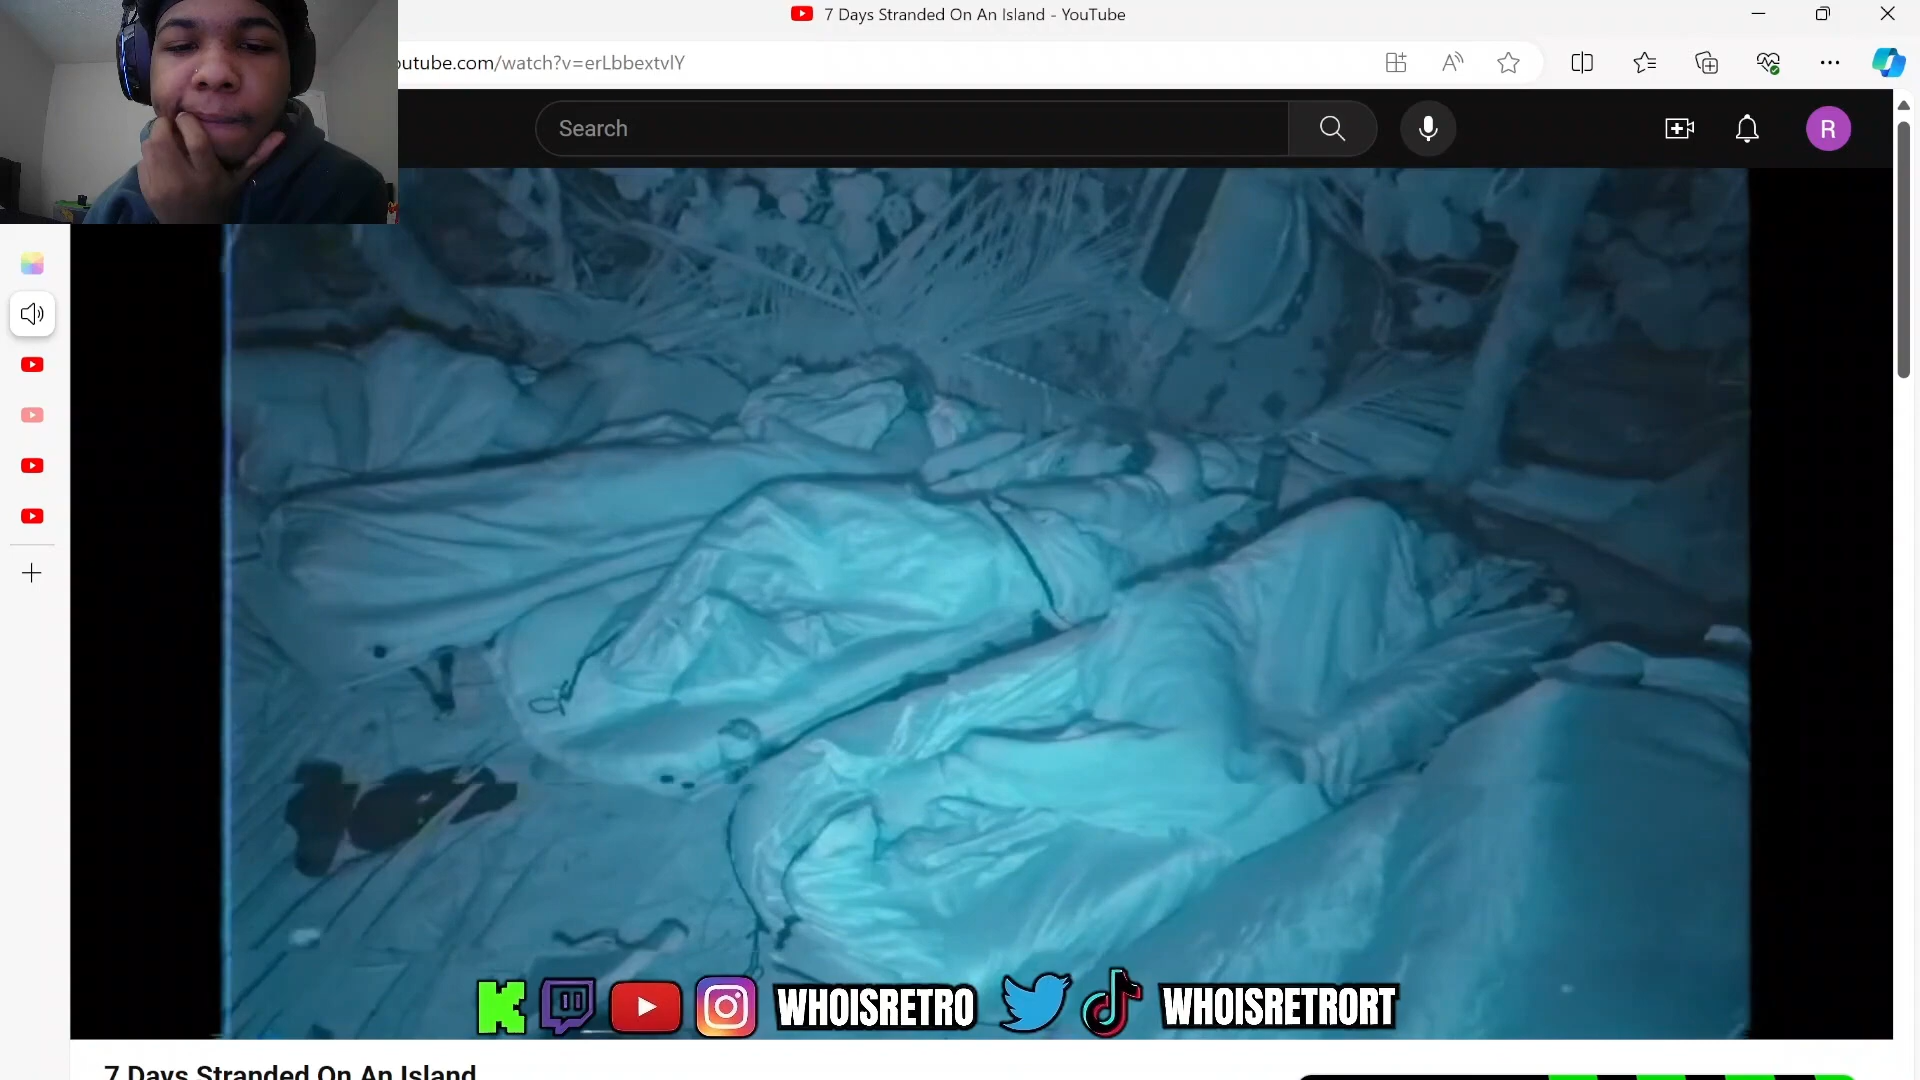 7 Days Stranded On An Island - YouTube
outube.com/watch?v=erLbbextvlY
Search
R
WHOISRETRO
WHOISRETRORT
7 Days Stranded On An Island